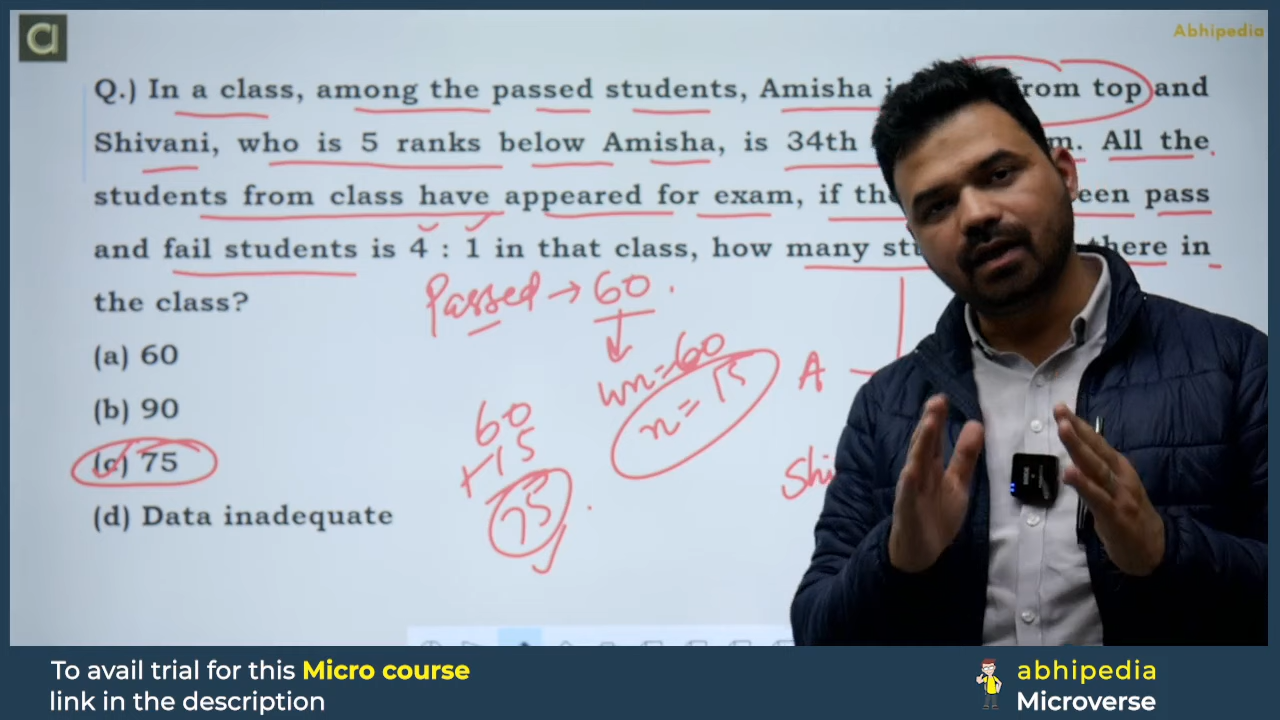 Abhipedia
Q.) In a class, among the passed students, Amisha from top and
Shivani, who is 5 ranks below Amisha, is 34th All the
students from class have appeared for exam, if pass
and fail students is 4 : 1 in that class, how many there in
the class?
Passed → 60
(a) 60
4x=60
x=15
A
(b) 90
60
+15
75
(c) 75
(d) Data inadequate
To avail trial for this Micro course
link in the description
abhipedia
Microverse